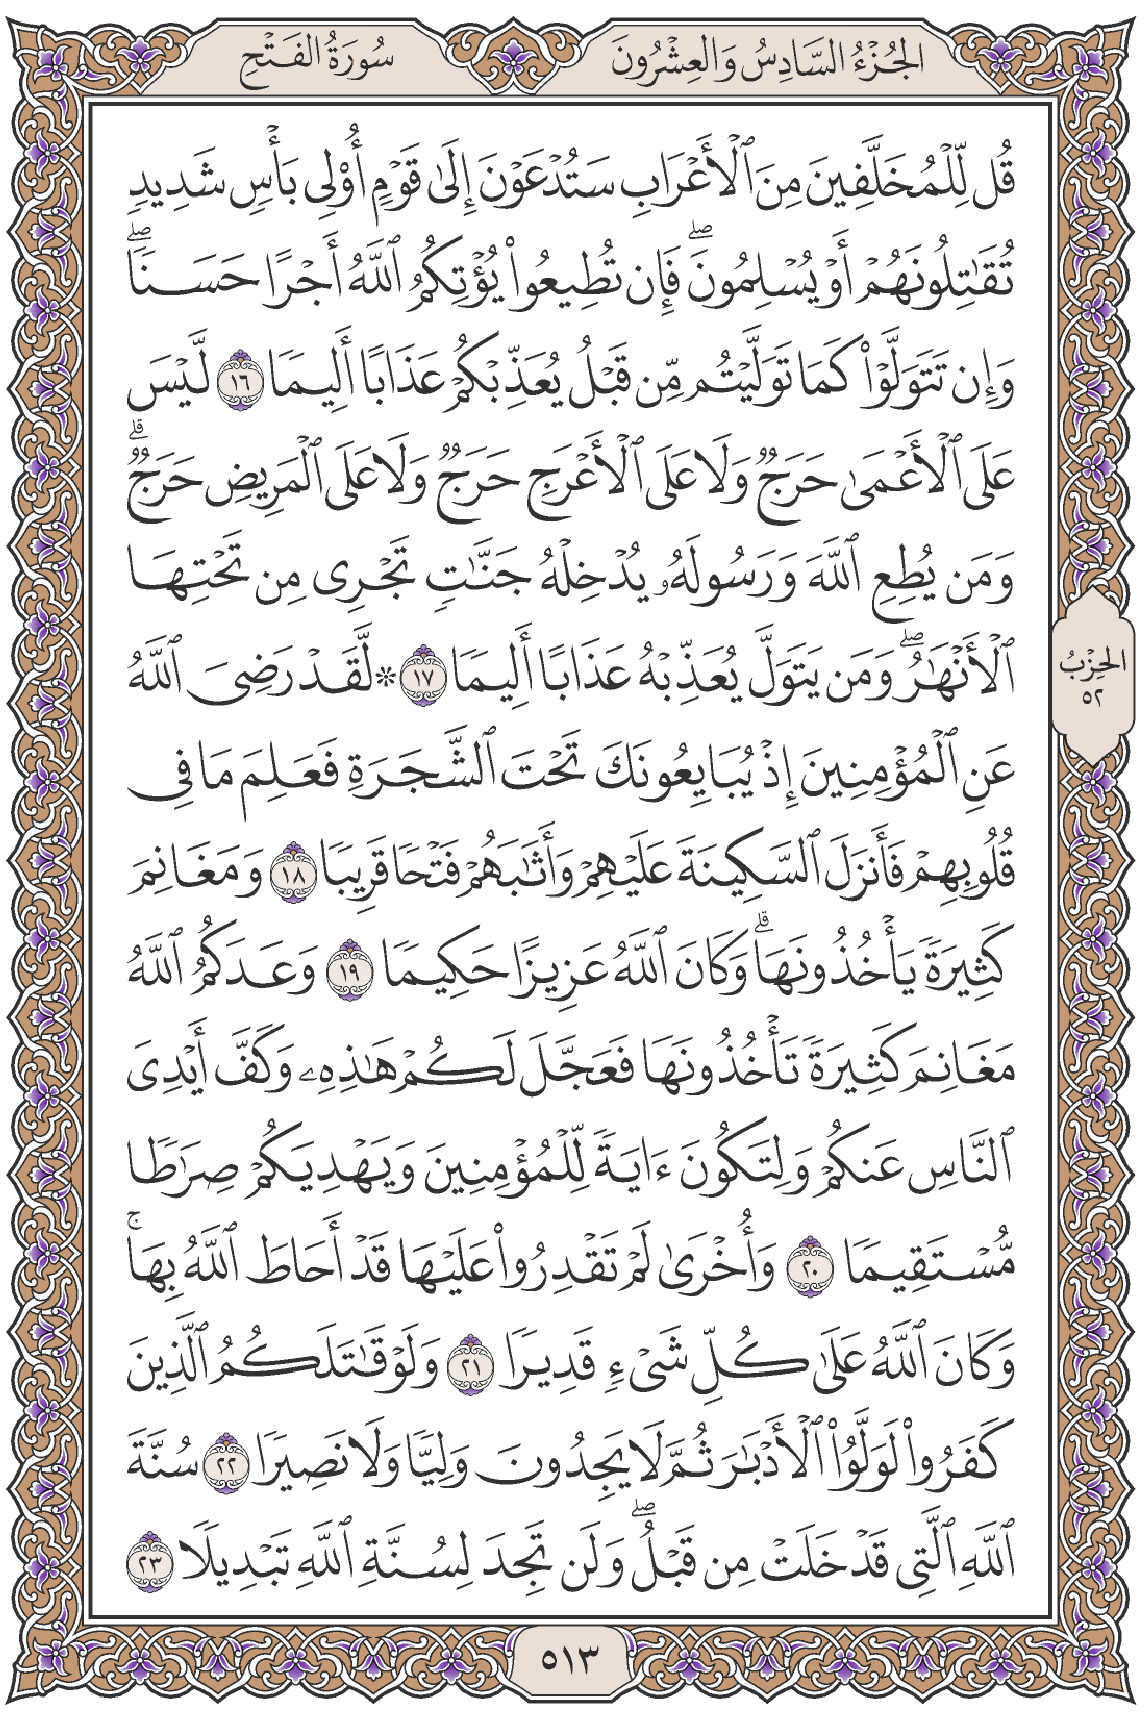 الجُزْءُ السَّادِسُ وَالعِشْرُونَ
سُورَةُ الفَتْحِ
قُل لِّلْمُخَلَّفِينَ مِنَ ٱلْأَعْرَابِ سَتُدْعَوْنَ إِلَىٰ قَوْمٍ أُو۟لِى بَأْسٍ شَدِيدٍ
تُقَـٰتِلُونَهُمْ أَوْ يُسْلِمُونَ ۖ فَإِن تُطِيعُوا۟ يُؤْتِكُمُ ٱللَّهُ أَجْرًا حَسَنًا ۖ
وَإِن تَتَوَلَّوْا۟ كَمَا تَوَلَّيْتُم مِّن قَبْلُ يُعَذِّبْكُمْ عَذَابًا أَلِيمًا ١٦ لَّيْسَ
عَلَى ٱلْأَعْمَىٰ حَرَجٌ وَلَا عَلَى ٱلْأَعْرَجِ حَرَجٌ وَلَا عَلَى ٱلْمَرِيضِ حَرَجٌ ۗ
وَمَن يُطِعِ ٱللَّهَ وَرَسُولَهُۥ يُدْخِلْهُ جَنَّـٰتٍ تَجْرِى مِن تَحْتِهَا
ٱلْأَنْهَـٰرُ ۖ وَمَن يَتَوَلَّ يُعَذِّبْهُ عَذَابًا أَلِيمًا ١٧ * لَّقَدْ رَضِىَ ٱللَّهُ
عَنِ ٱلْمُؤْمِنِينَ إِذْ يُبَايِعُونَكَ تَحْتَ ٱلشَّجَرَةِ فَعَلِمَ مَا فِى
قُلُوبِهِمْ فَأَنزَلَ ٱلسَّكِينَةَ عَلَيْهِمْ وَأَثَـٰبَهُمْ فَتْحًا قَرِيبًا ١٨ وَمَغَانِمَ
كَثِيرَةً يَأْخُذُونَهَا ۗ وَكَانَ ٱللَّهُ عَزِيزًا حَكِيمًا ١٩ وَعَدَكُمُ ٱللَّهُ
مَغَانِمَ كَثِيرَةً تَأْخُذُونَهَا فَعَجَّلَ لَكُمْ هَـٰذِهِۦ وَكَفَّ أَيْدِىَ
ٱلنَّاسِ عَنكُمْ وَلِتَكُونَ ءَايَةً لِّلْمُؤْمِنِينَ وَيَهْدِيَكُمْ صِرَٰطًا
مُّسْتَقِيمًا ٢٠ وَأُخْرَىٰ لَمْ تَقْدِرُوا۟ عَلَيْهَا قَدْ أَحَاطَ ٱللَّهُ بِهَا ۚ
وَكَانَ ٱللَّهُ عَلَىٰ كُلِّ شَىْءٍ قَدِيرًا ٢١ وَلَوْ قَـٰتَلَكُمُ ٱلَّذِينَ
كَفَرُوا۟ لَوَلَّوُا۟ ٱلْأَدْبَـٰرَ ثُمَّ لَا يَجِدُونَ وَلِيًّا وَلَا نَصِيرًا ٢٢ سُنَّةَ
ٱللَّهِ ٱلَّتِى قَدْ خَلَتْ مِن قَبْلُ ۖ وَلَن تَجِدَ لِسُنَّةِ ٱللَّهِ تَبْدِيلًا ٢٣
الحِزْبُ
٥٢
٥١٣